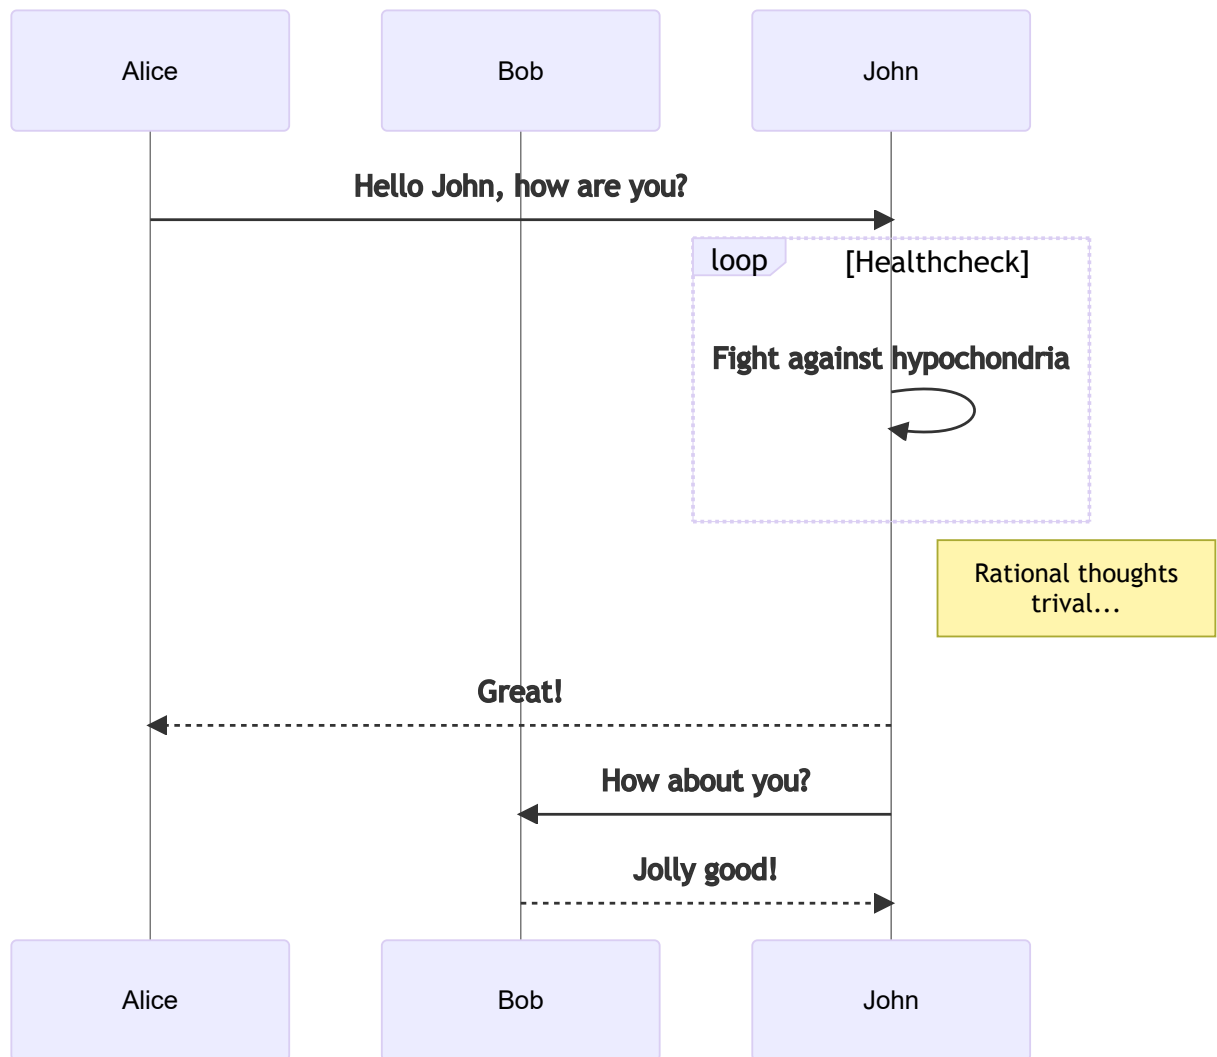 Alice
Bob
John
Hello John, how are you?
loop
[Healthcheck]
Fight against hypochondria
Rational thoughts
trival...
Great!
How about you?
Jolly good!
Alice
Bob
John